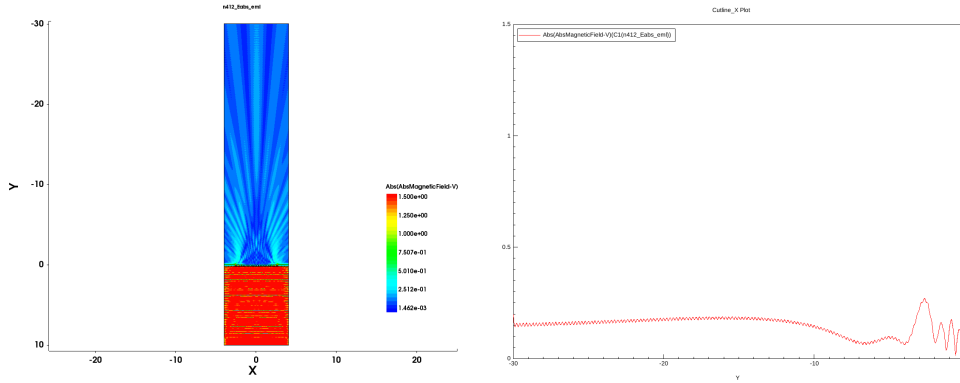 n412_Eabs_eml
Cutline_X Plot
-30
-20
-10
0
10
Y
-20
0
20
X
Abs(AbsMagneticField-V)
1.500e+00
1.250e+00
1.000e+00
7.507e-01
5.010e-01
2.512e-01
1.462e-03
Abs(AbsMagneticField-V)(C1(n412_Eabs_eml))
1.5
1
0.5
0
-30
-20
-10
Y